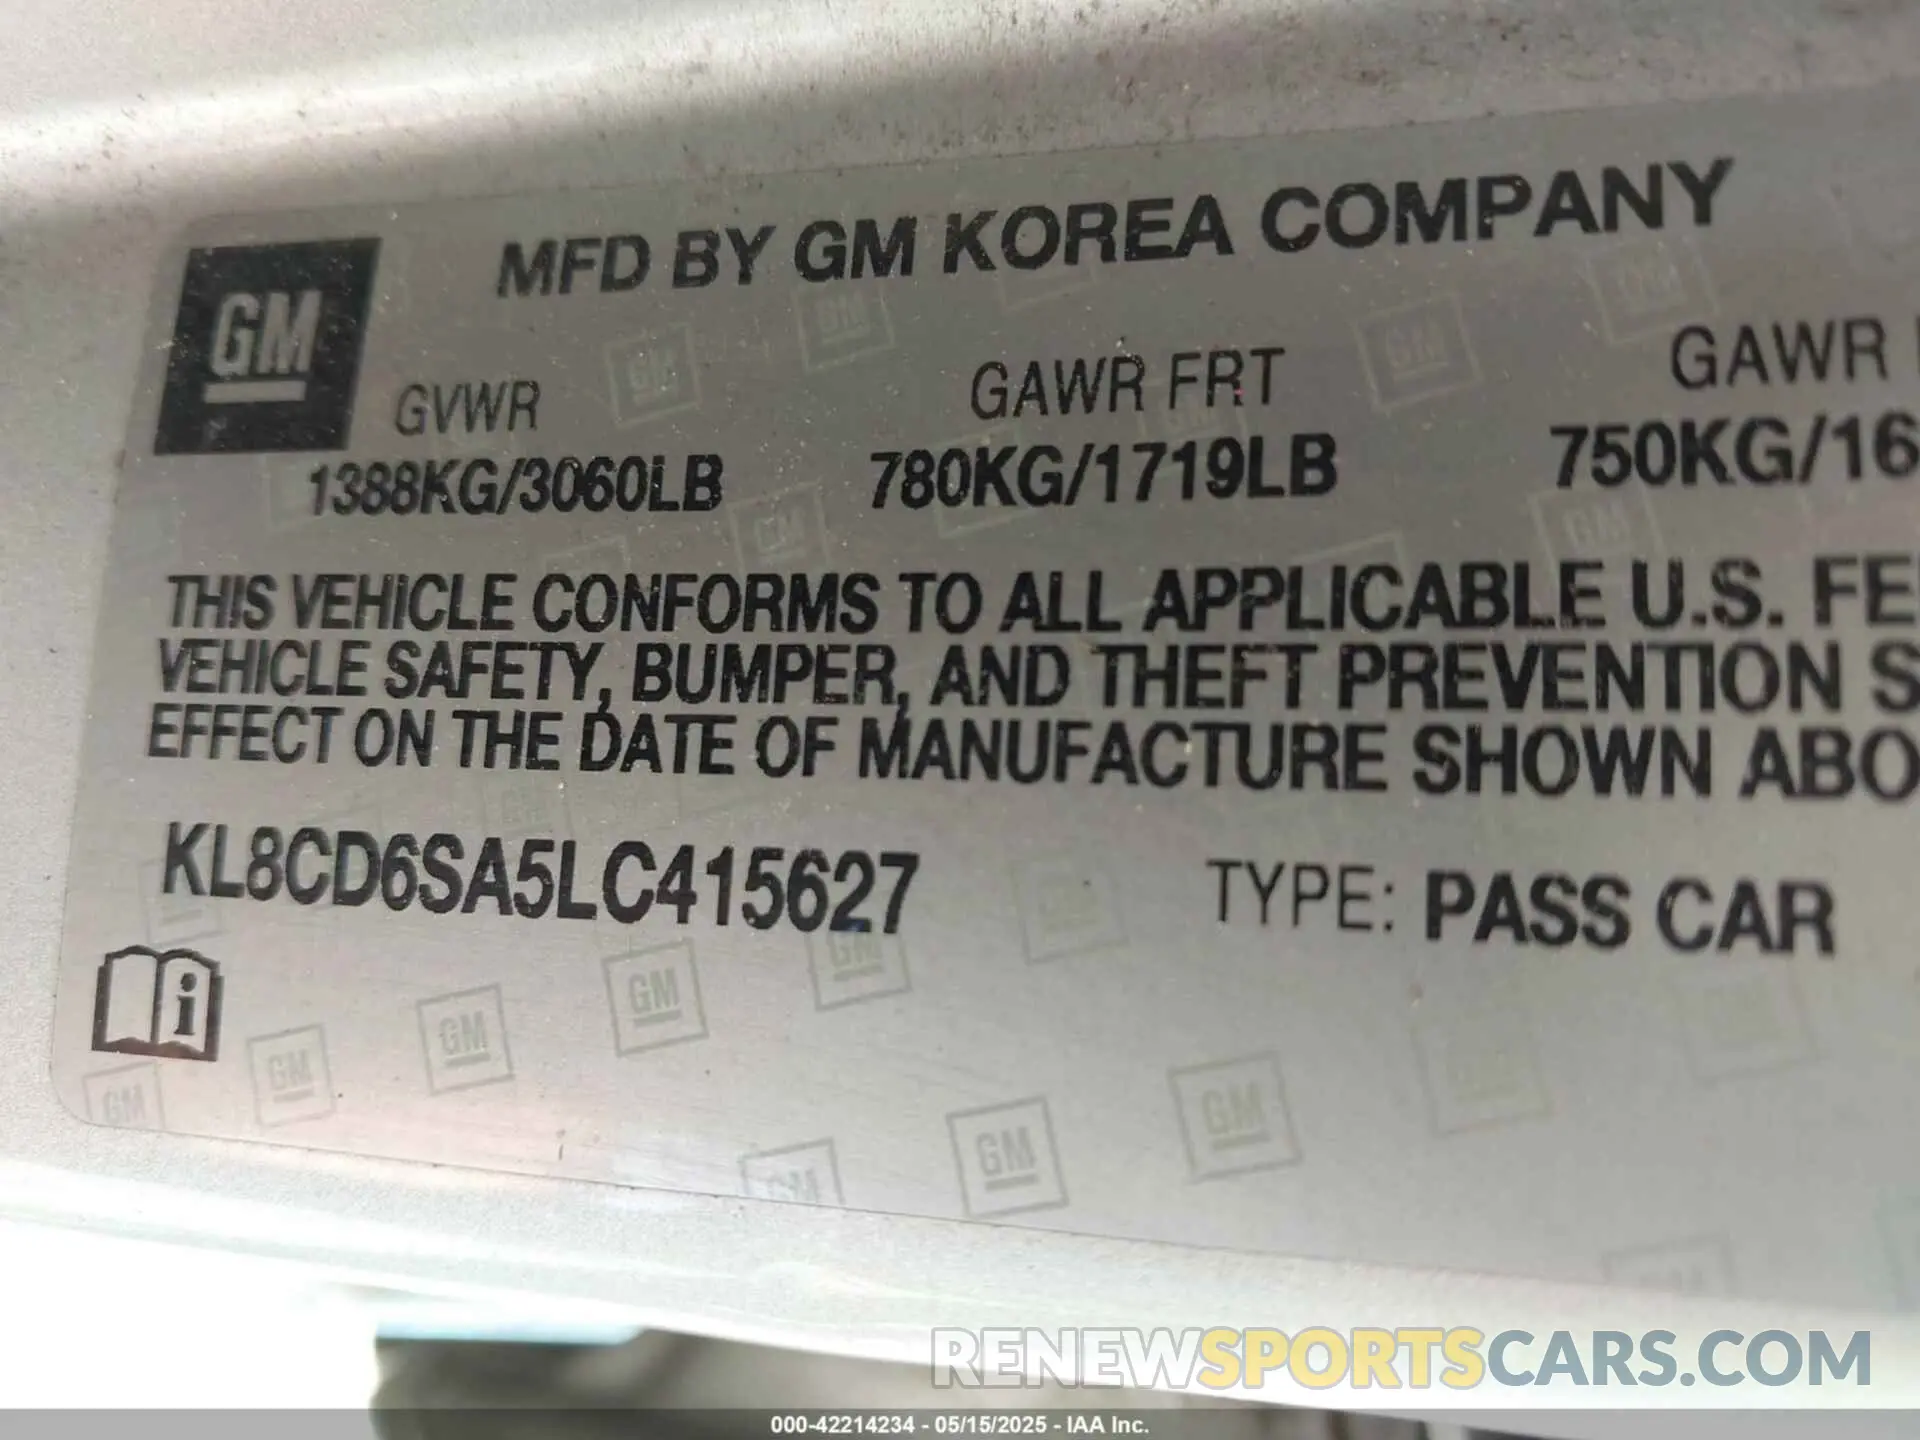 MFD BY GM KOREA COMPANY
GM
GVWR GAWR FRT GAWR
1388KG/3060LB 780KG/1719LB 750KG/16
THIS VEHICLE CONFORMS TO ALL APPLICABLE U.S. FE
VEHICLE SAFETY, BUMPER, AND THEFT PREVENTION S
EFFECT ON THE DATE OF MANUFACTURE SHOWN ABO
KL8CD6SA5LC415627 TYPE: PASS CAR
i
RENEWSPORTSCARS.COM
000-42214234 - 05/15/2025 - IAA Inc.